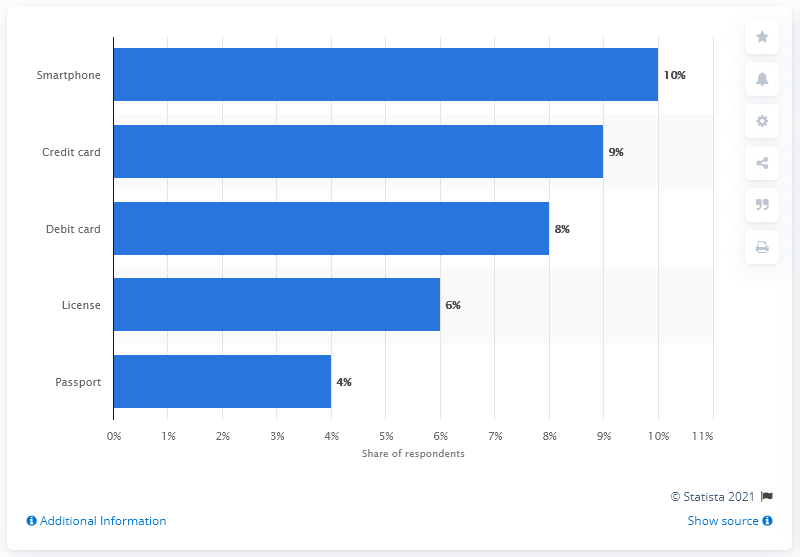 Smartphone 10%
Credit card 9%
Debit card 8%
License 6%
Passport 4%
0% 1% 2% 3% 4% 5% 6% 7% 8% 9% 10% 11%
Share of respondents
© Statista 2021
Additional Information Show source